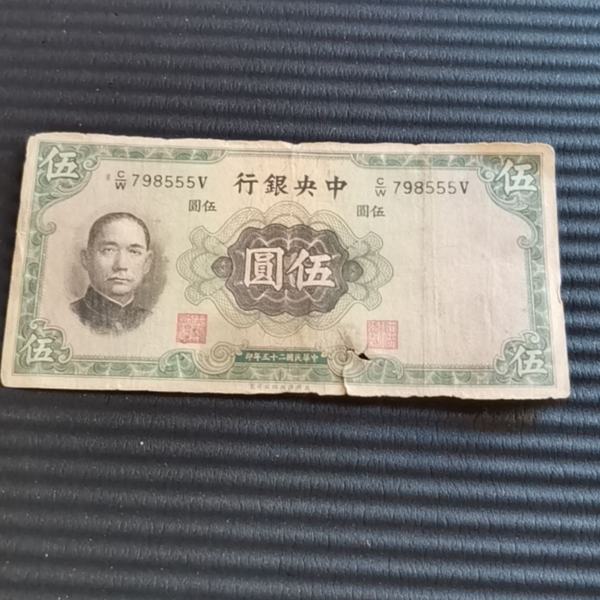 伍 伍
C/W 798555V 中央銀行 C/W 798555V
伍圓 伍圓
伍圓
伍 中華民國二十五年印 伍